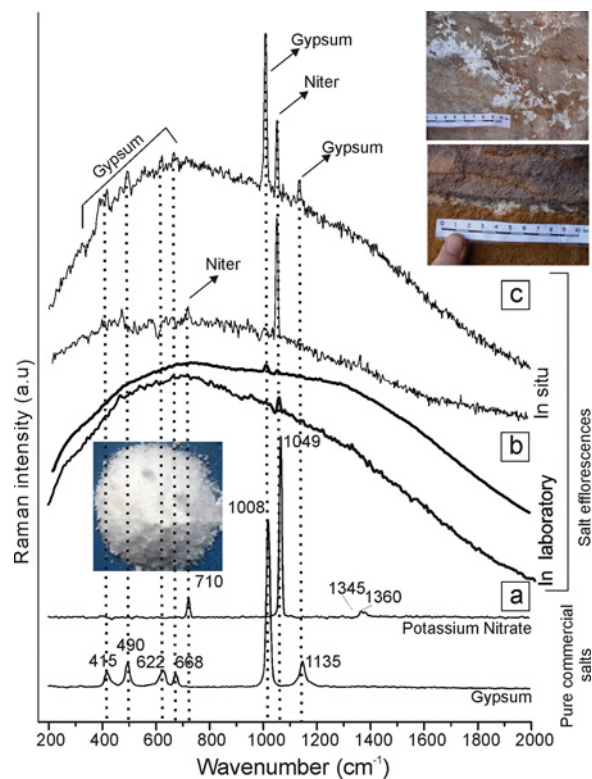 Gypsum
Niter
Gypsum
Gypsum
Niter
c
In situ
b
In laboratory
Salt efflorescences
1049
1008
710
a
1345
1360
Potassium Nitrate
490
415
622
668
1135
Gypsum
Pure commercial
salts
Raman intensity (a.u)
200 400 600 800 1000 1200 1400 1600 1800 2000
Wavenumber (cm⁻¹)